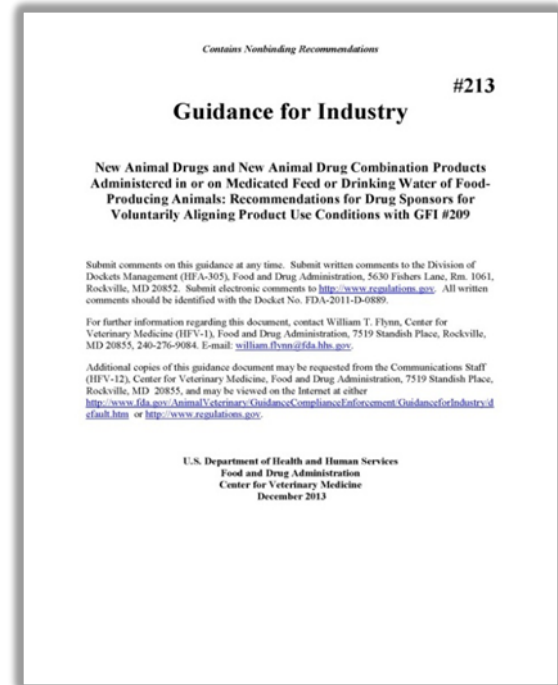 Contains Nonbinding Recommendations
#213
Guidance for Industry
New Animal Drugs and New Animal Drug Combination Products
Administered in or on Medicated Feed or Drinking Water of Food-
Producing Animals: Recommendations for Drug Sponsors for
Voluntarily Aligning Product Use Conditions with GFI #209
Submit comments on this guidance at any time. Submit written comments to the Division of
Dockets Management (HFA-305), Food and Drug Administration, 5630 Fishers Lane, Rm. 1061,
Rockville, MD 20852. Submit electronic comments to http://www.regulations.gov. All written
comments should be identified with the Docket No. FDA-2011-D-0889.
For further information regarding this document, contact William T. Flynn, Center for
Veterinary Medicine (HFV-1), Food and Drug Administration, 7519 Standish Place, Rockville,
MD 20855, 240-276-9084. E-mail: william.flynn@fda.hhs.gov.
Additional copies of this guidance document may be requested from the Communications Staff
(HFV-12), Center for Veterinary Medicine, Food and Drug Administration, 7519 Standish Place,
Rockville, MD 20855, and may be viewed on the Internet at either
http://www.fda.gov/AnimalVeterinary/GuidanceComplianceEnforcement/GuidanceforIndustry/d
efault.htm or http://www.regulations.gov.
U.S. Department of Health and Human Services
Food and Drug Administration
Center for Veterinary Medicine
December 2013